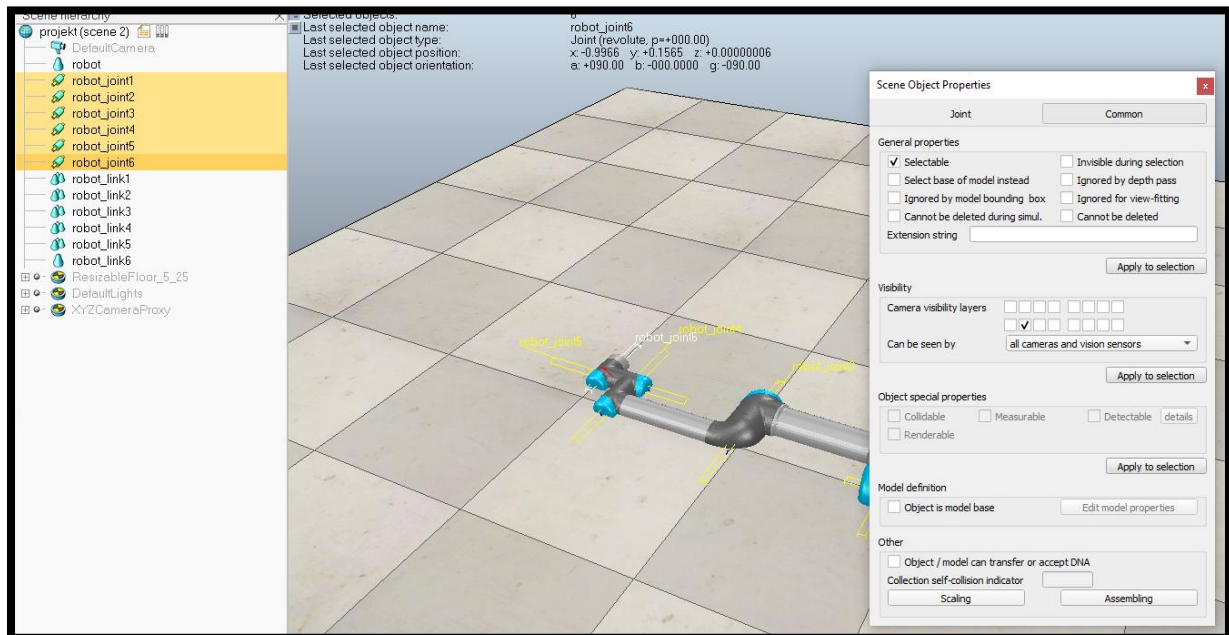 Scene hierarchy
projekt (scene 2)
DefaultCamera
robot
robot_joint1
robot_joint2
robot_joint3
robot_joint4
robot_joint5
robot_joint6
robot_link1
robot_link2
robot_link3
robot_link4
robot_link5
robot_link6
ResizableFloor_5_25
DefaultLights
XYZCameraProxy
Selected objects: 6
Last selected object name: robot_joint6
Last selected object type: Joint (revolute, p=+000.00)
Last selected object position: x: -0.9966 y: +0.1565 z: +0.00000006
Last selected object orientation: a: +090.00 b: -000.0000 g: -090.00
robot_joint5
robot_joint6
robot_joint4
Scene Object Properties
x
Joint Common
General properties
Selectable Invisible during selection
Select base of model instead Ignored by depth pass
Ignored by model bounding box Ignored for view-fitting
Cannot be deleted during simul. Cannot be deleted
Extension string
Apply to selection
Visibility
Camera visibility layers
Can be seen by all cameras and vision sensors
Apply to selection
Object special properties
Collidable Measurable Detectable details
Renderable
Apply to selection
Model definition
Object is model base Edit model properties
Other
Object / model can transfer or accept DNA
Collection self-collision indicator
Scaling Assembling